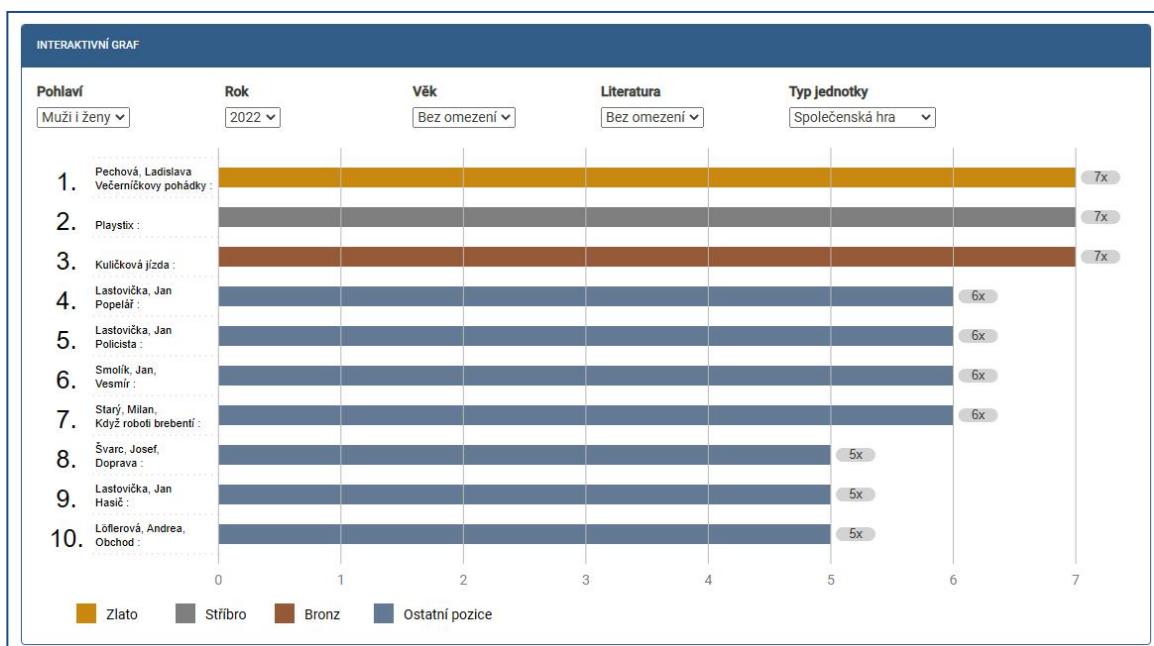 INTERAKTIVNÍ GRAF
Pohlaví Rok Věk Literatura Typ jednotky
Muži i ženy 2022 Bez omezení Bez omezení Společenská hra
1. Pechová, Ladislava
Večerníčkovy pohádky : 7x
2. Playstix : 7x
3. Kuličková jízda : 7x
4. Lastovička, Jan
Popelář : 6x
5. Lastovička, Jan
Policista : 6x
6. Smolík, Jan,
Vesmír : 6x
7. Starý, Milan,
Když roboti brebentí : 6x
8. Švarc, Josef,
Doprava : 5x
9. Lastovička, Jan
Hasič : 5x
10. Löflerová, Andrea,
Obchod : 5x
0 1 2 3 4 5 6 7
Zlato Stříbro Bronz Ostatní pozice